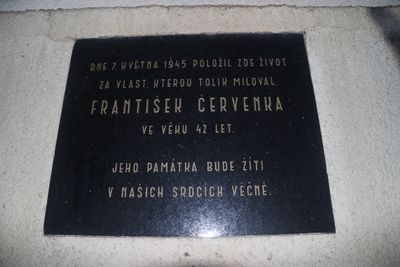 DNE 7. KVĚTNA 1945 POLOŽIL ZDE ŽIVOT
ZA VLAST, KTEROU TOLIK MILOVAL,
FRANTIŠEK ČERVENKA
VE VĚKU 42 LET.
JEHO PAMÁTKA BUDE ŽÍTI
V NAŠICH SRDCÍCH VĚČNĚ.